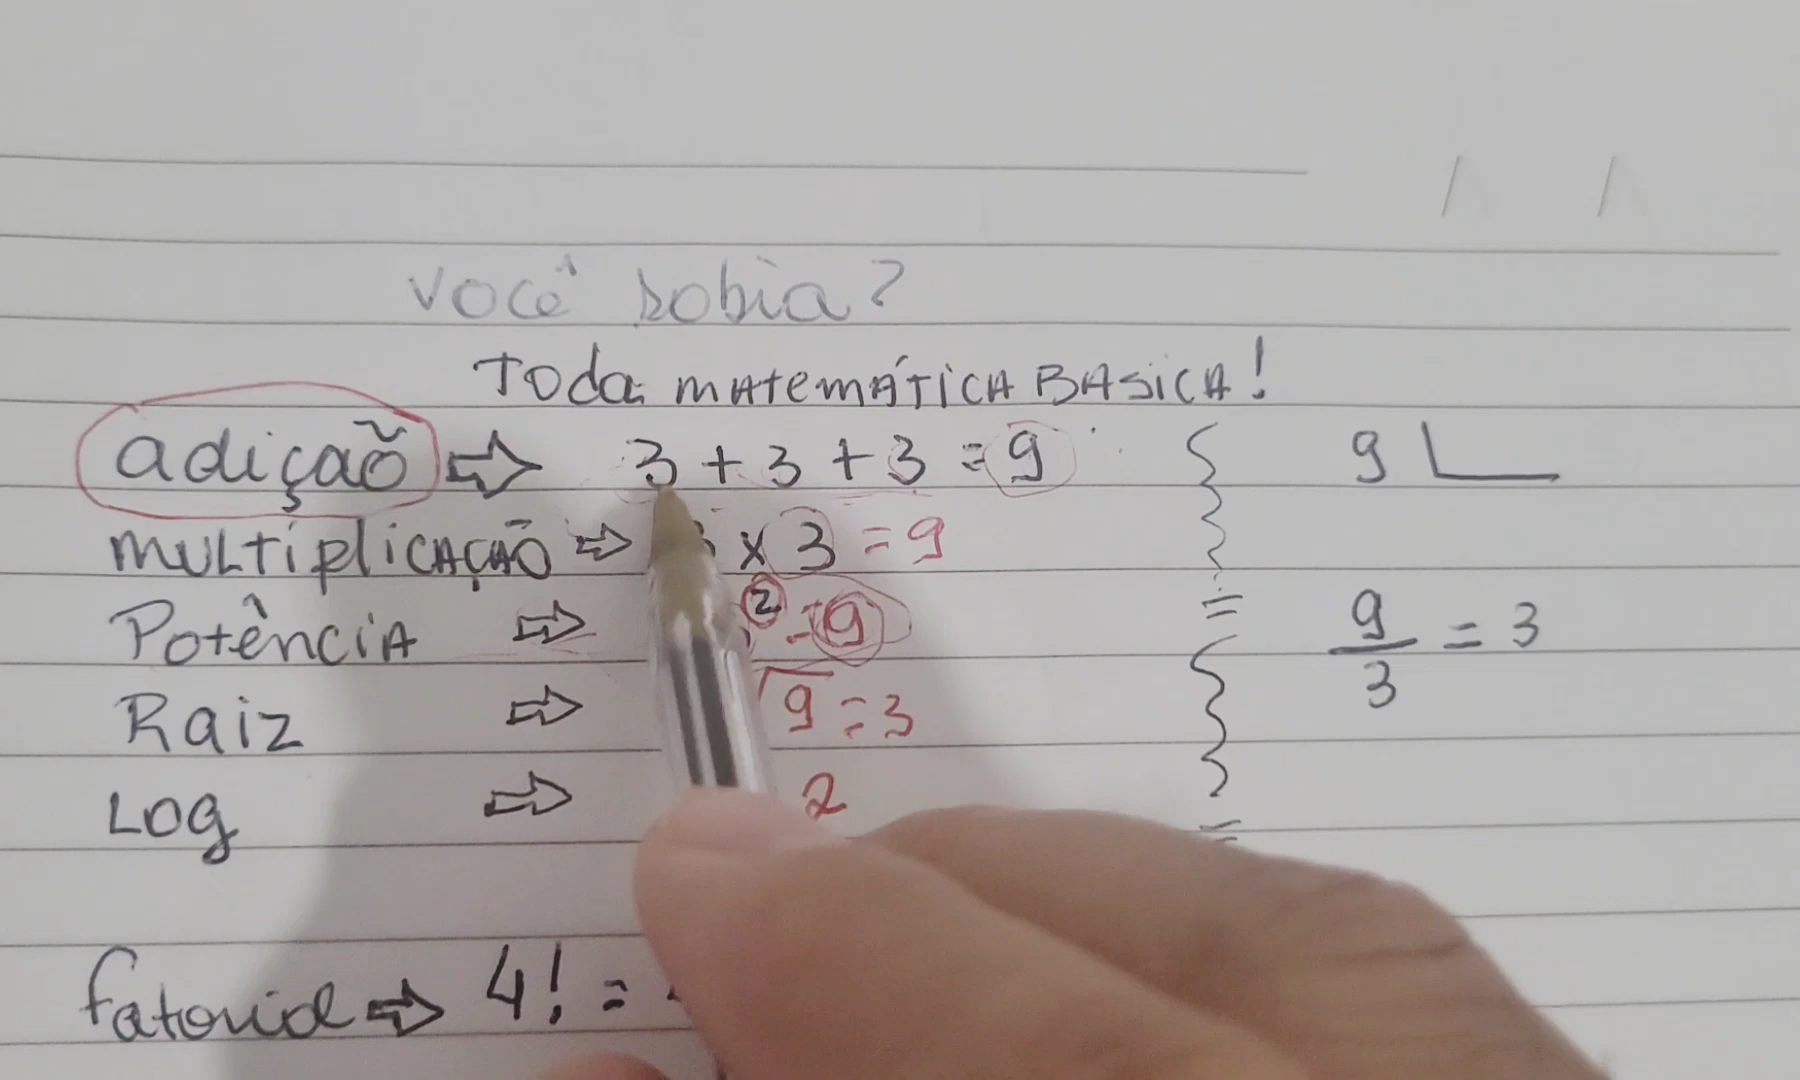 Você sabia?
Toda matemática Basica!
adição ⇒ 3 + 3 + 3 = 9
multiplicação ⇒ x 3 = 9
Potência ⇒ 2 = 9
Raiz ⇒ √9 = 3
Log ⇒ 2
fatorial ⇒ 4! =
9
=
9/3 = 3
=